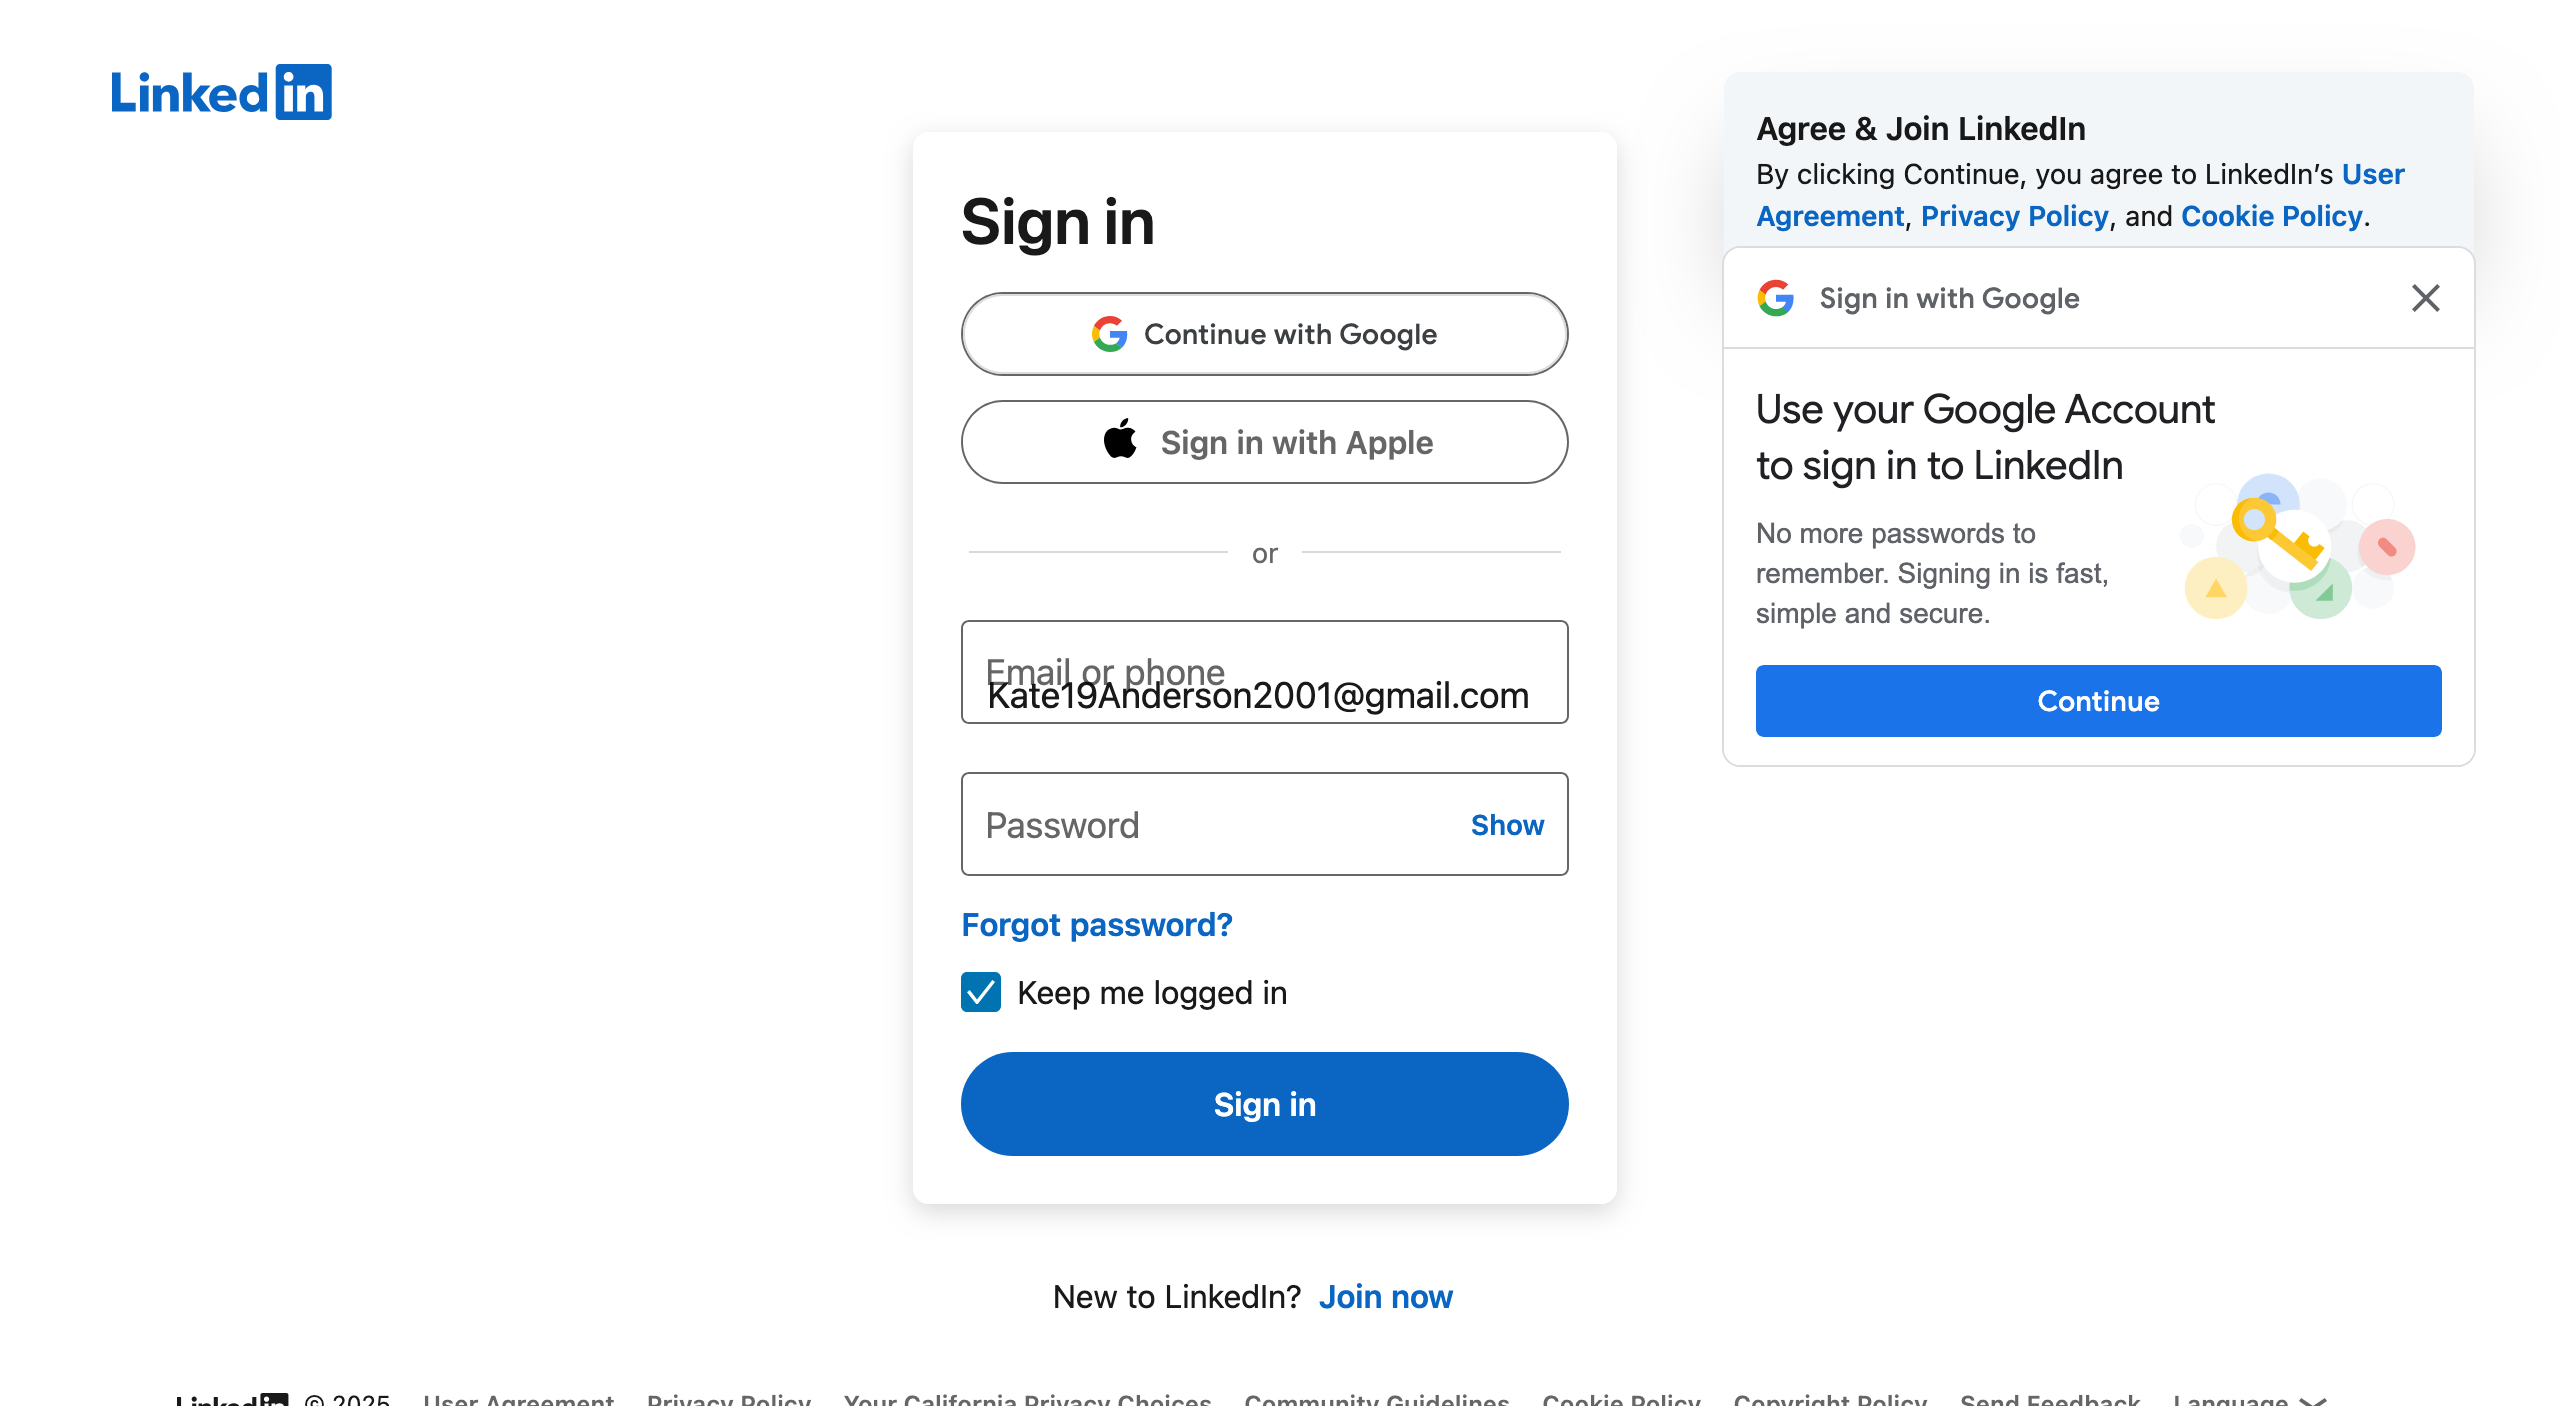 Linkedin
Sign in
Continue with Google
Sign in with Apple
or
Email or phone
Kate19Anderson2001@gmail.com
Password
Show
Forgot password?
Keep me logged in
Sign in
New to LinkedIn? Join now
Agree & Join LinkedIn
By clicking Continue, you agree to LinkedIn’s User
Agreement, Privacy Policy, and Cookie Policy.
Sign in with Google
Use your Google Account
to sign in to LinkedIn
No more passwords to
remember. Signing in is fast,
simple and secure.
Continue
Linkedin © 2025 User Agreement Privacy Policy Your California Privacy Choices Community Guidelines Cookie Policy Copyright Policy Send Feedback Language